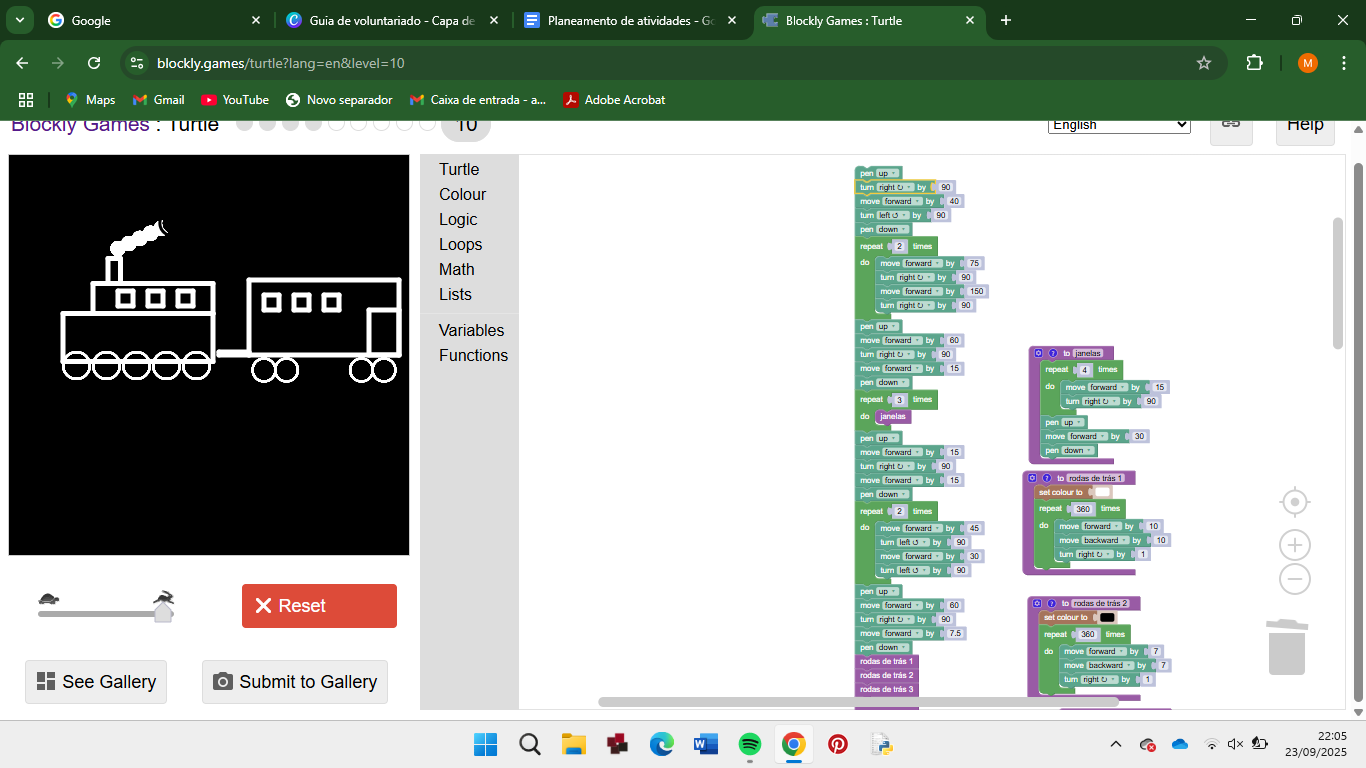 Google
Guia de voluntariado - Capa de
Planeamento de atividades - Go
Blockly Games : Turtle
blockly.games/turtle?lang=en&level=10
M
Maps
Gmail
YouTube
Novo separador
Caixa de entrada - a...
Adobe Acrobat
Blockly Games : Turtle
10
English
Help
Turtle
Colour
Logic
Loops
Math
Lists
Variables
Functions
pen up
turn right ↻ by 90
move forward by 40
turn left ↺ by 90
pen down
repeat 2 times
do move forward by 75
turn right ↻ by 90
move forward by 150
turn right ↻ by 90
pen up
move forward by 60
turn right ↻ by 90
move forward by 15
pen down
repeat 3 times
do janelas
pen up
move forward by 15
turn right ↻ by 90
move forward by 15
pen down
repeat 2 times
do move forward by 45
turn left ↺ by 90
move forward by 30
turn left ↺ by 90
pen up
move forward by 60
turn right ↻ by 90
move forward by 7.5
pen down
rodas de trás 1
rodas de trás 2
rodas de trás 3
? to janelas
repeat 4 times
do move forward by 15
turn right ↻ by 90
pen up
move forward by 30
pen down
? to rodas de trás 1
set colour to
repeat 360 times
do move forward by 10
move backward by 10
turn right ↻ by 1
? to rodas de trás 2
set colour to
repeat 360 times
do move forward by 7
move backward by 7
turn right ↻ by 1
Reset
See Gallery
Submit to Gallery
22:05
23/09/2025